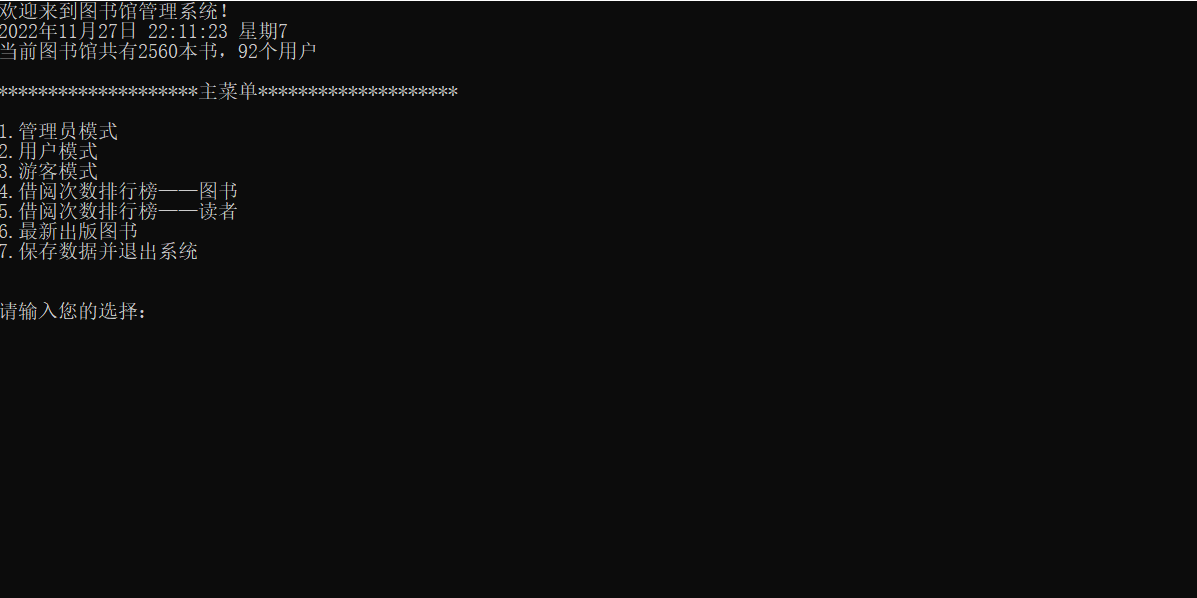 欢迎来到图书馆管理系统!
2022年11月27日 22:11:23 星期7
当前图书馆共有2560本书，92个用户
********************主菜单********************
1.管理员模式
2.用户模式
3.游客模式
4.借阅次数排行榜——图书
5.借阅次数排行榜——读者
6.最新出版图书
7.保存数据并退出系统
请输入您的选择：